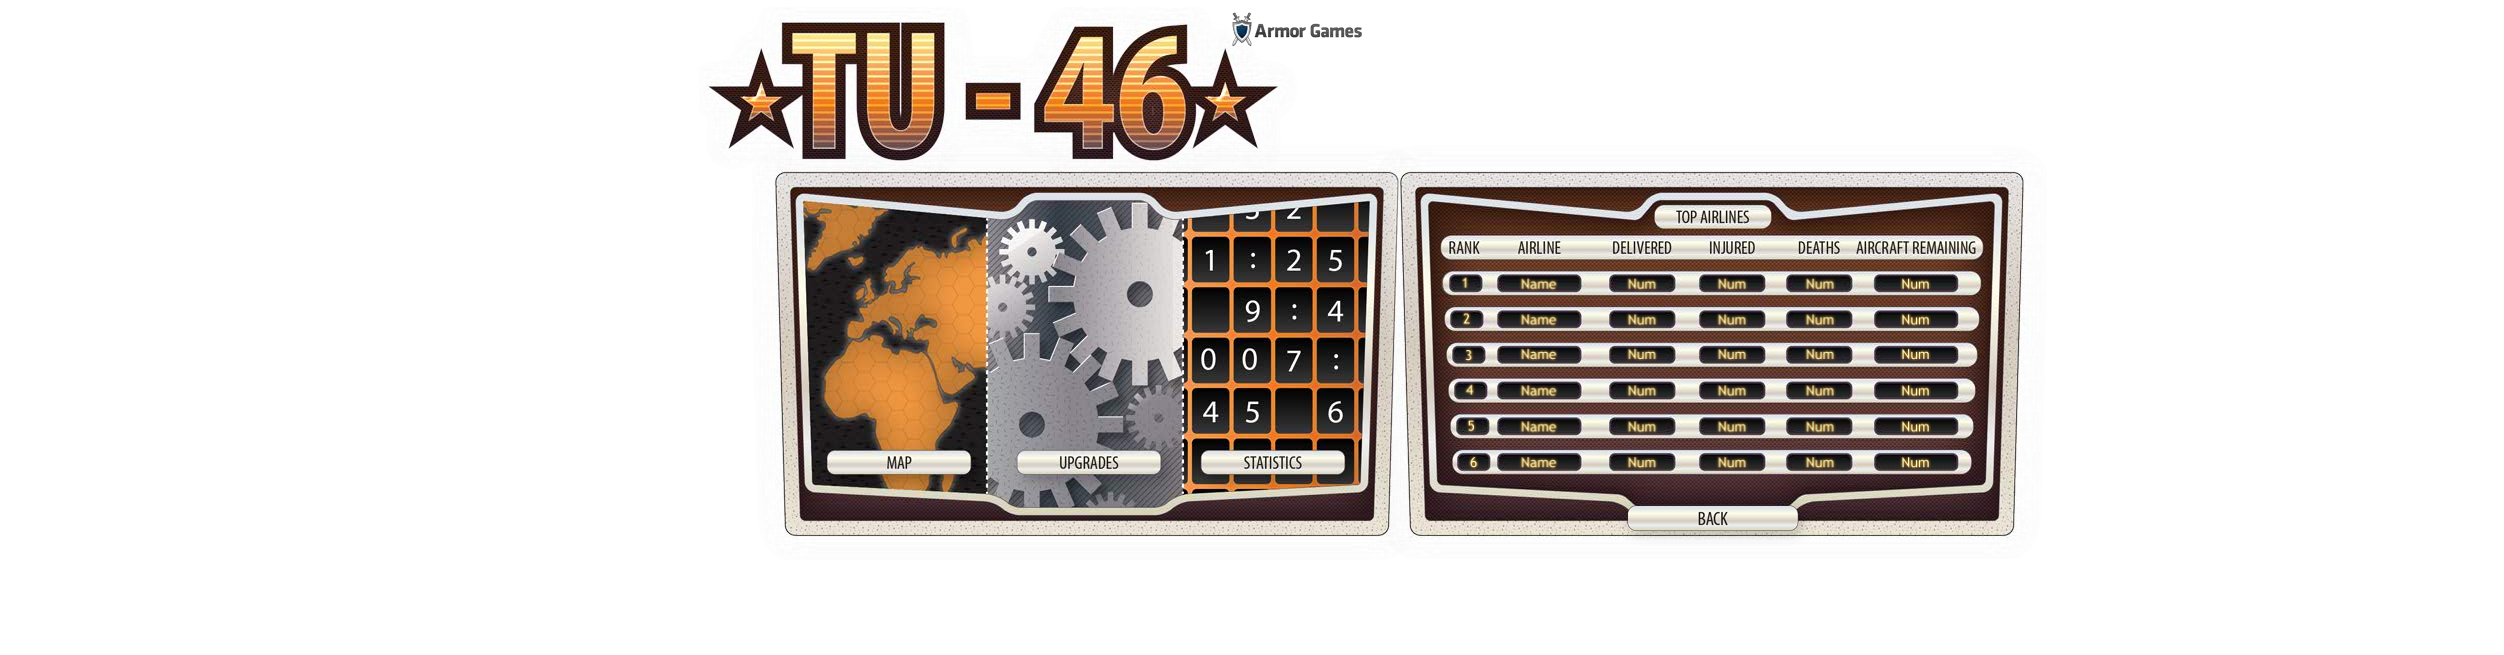 TU - 46
Armor Games
3 2
1 : 2 5
9 : 4
0 0 7 :
4 5 6
MAP
UPGRADES
STATISTICS
TOP AIRLINES
RANK AIRLINE DELIVERED INJURED DEATHS AIRCRAFT REMAINING
1 Name Num Num Num Num
2 Name Num Num Num Num
3 Name Num Num Num Num
4 Name Num Num Num Num
5 Name Num Num Num Num
6 Name Num Num Num Num
BACK